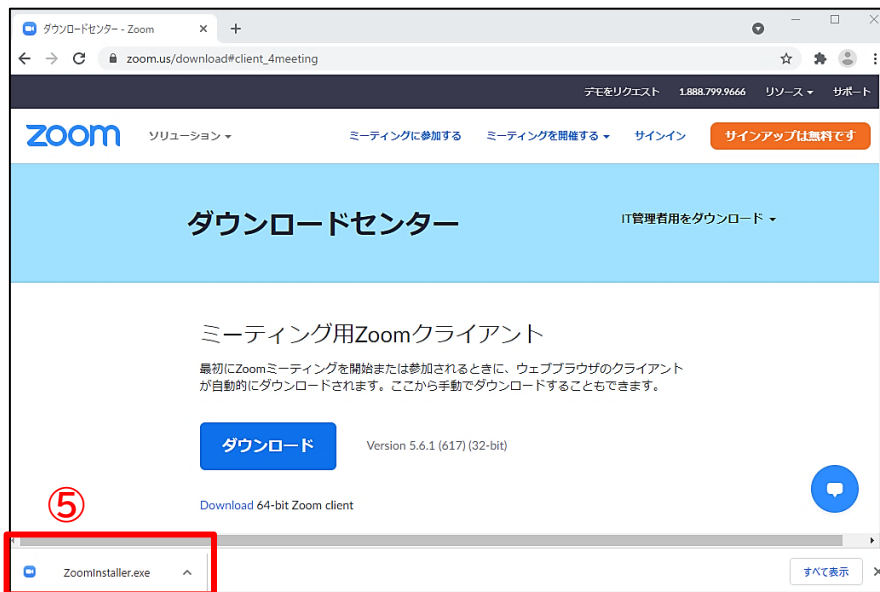 ダウンロードセンター - Zoom
zoom.us/download#client_4meeting
デモをリクエスト 1.888.799.9666 リソース サポート
zoom ソリューション ミーティングに参加する ミーティングを開催する サインイン サインアップは無料です
ダウンロードセンター
IT管理者用をダウンロード
ミーティング用Zoomクライアント
最初にZoomミーティングを開始または参加されるときに、ウェブブラウザのクライアント
が自動的にダウンロードされます。ここから手動でダウンロードすることもできます。
ダウンロード Version 5.6.1 (617) (32-bit)
Download 64-bit Zoom client
⑤
ZoomInstaller.exe
すべて表示